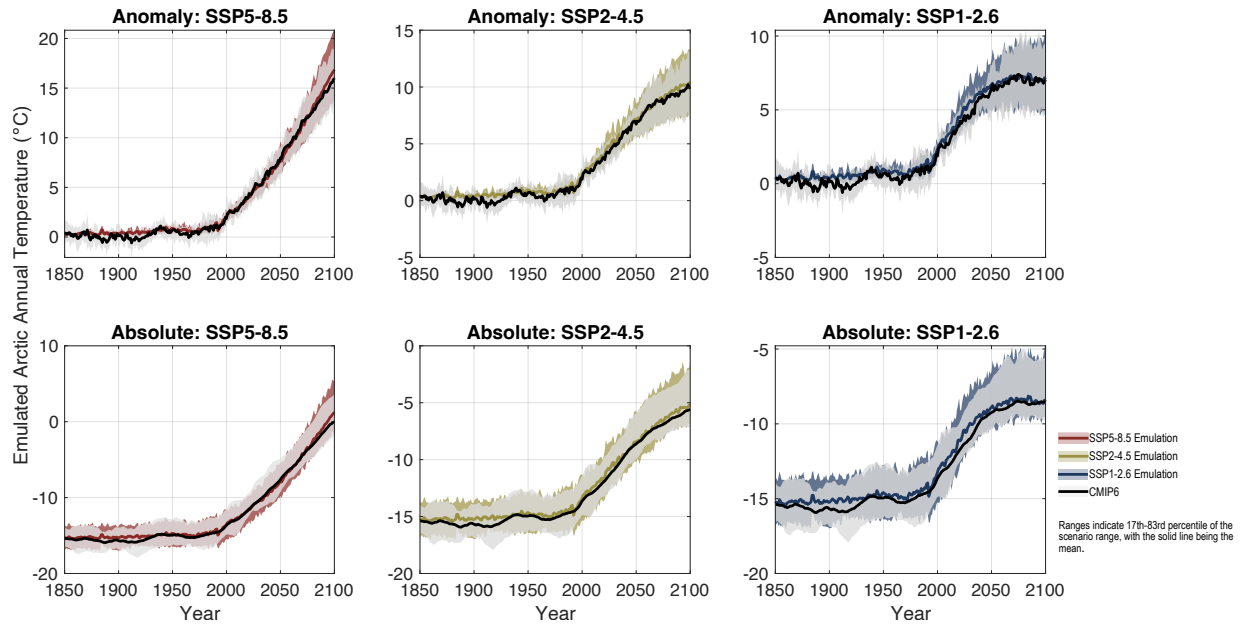 Anomaly: SSP5-8.5
Anomaly: SSP2-4.5
Anomaly: SSP1-2.6
20
15
10
5
0
1850 1900 1950 2000 2050 2100
15
10
5
0
-5
1850 1900 1950 2000 2050 2100
10
5
0
-5
1850 1900 1950 2000 2050 2100
Emulated Arctic Annual Temperature (°C)
Absolute: SSP5-8.5
Absolute: SSP2-4.5
Absolute: SSP1-2.6
10
0
-10
-20
1850 1900 1950 2000 2050 2100
Year
0
-5
-10
-15
-20
1850 1900 1950 2000 2050 2100
Year
-5
-10
-15
-20
1850 1900 1950 2000 2050 2100
Year
SSP5-8.5 Emulation
SSP2-4.5 Emulation
SSP1-2.6 Emulation
CMIP6
Ranges indicate 17th-83rd percentile of the
scenario range, with the solid line being the
mean.